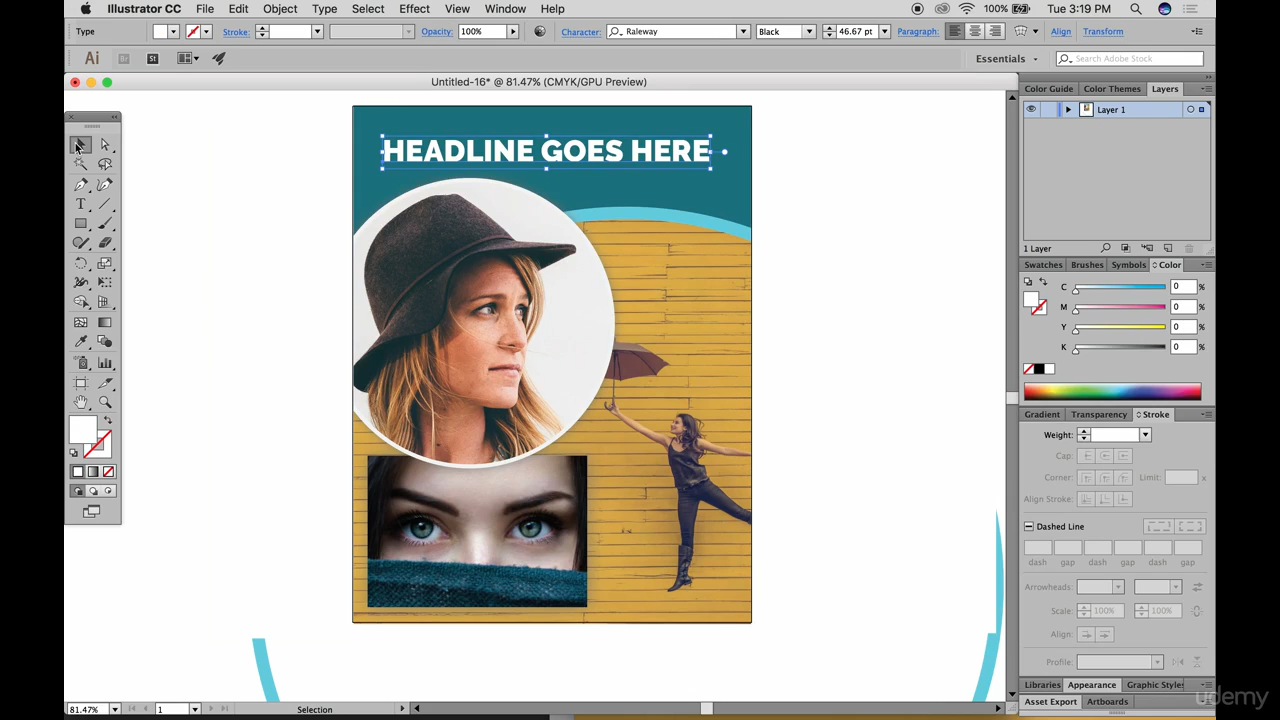 Illustrator CC File Edit Object Type Select Effect View Window Help 100% Tue 3:19 PM
Type Stroke: Opacity: 100% Character: Raleway Black 46.67 pt Paragraph: Align Transform
Ai Br St Essentials Search Adobe Stock
Untitled-16* @ 81.47% (CMYK/GPU Preview)
Color Guide Color Themes Layers
Layer 1
HEADLINE GOES HERE
1 Layer
Swatches Brushes Symbols Color
C 0 %
M 0 %
Y 0 %
K 0 %
Gradient Transparency Stroke
Weight:
Cap:
Corner: Limit: x
Align Stroke:
Dashed Line
dash gap dash gap dash gap
Arrowheads:
Scale: 100% 100%
Align:
Profile:
Libraries Appearance Graphic Styles
Asset Export Artboards
81.47% 1 Selection
udemy